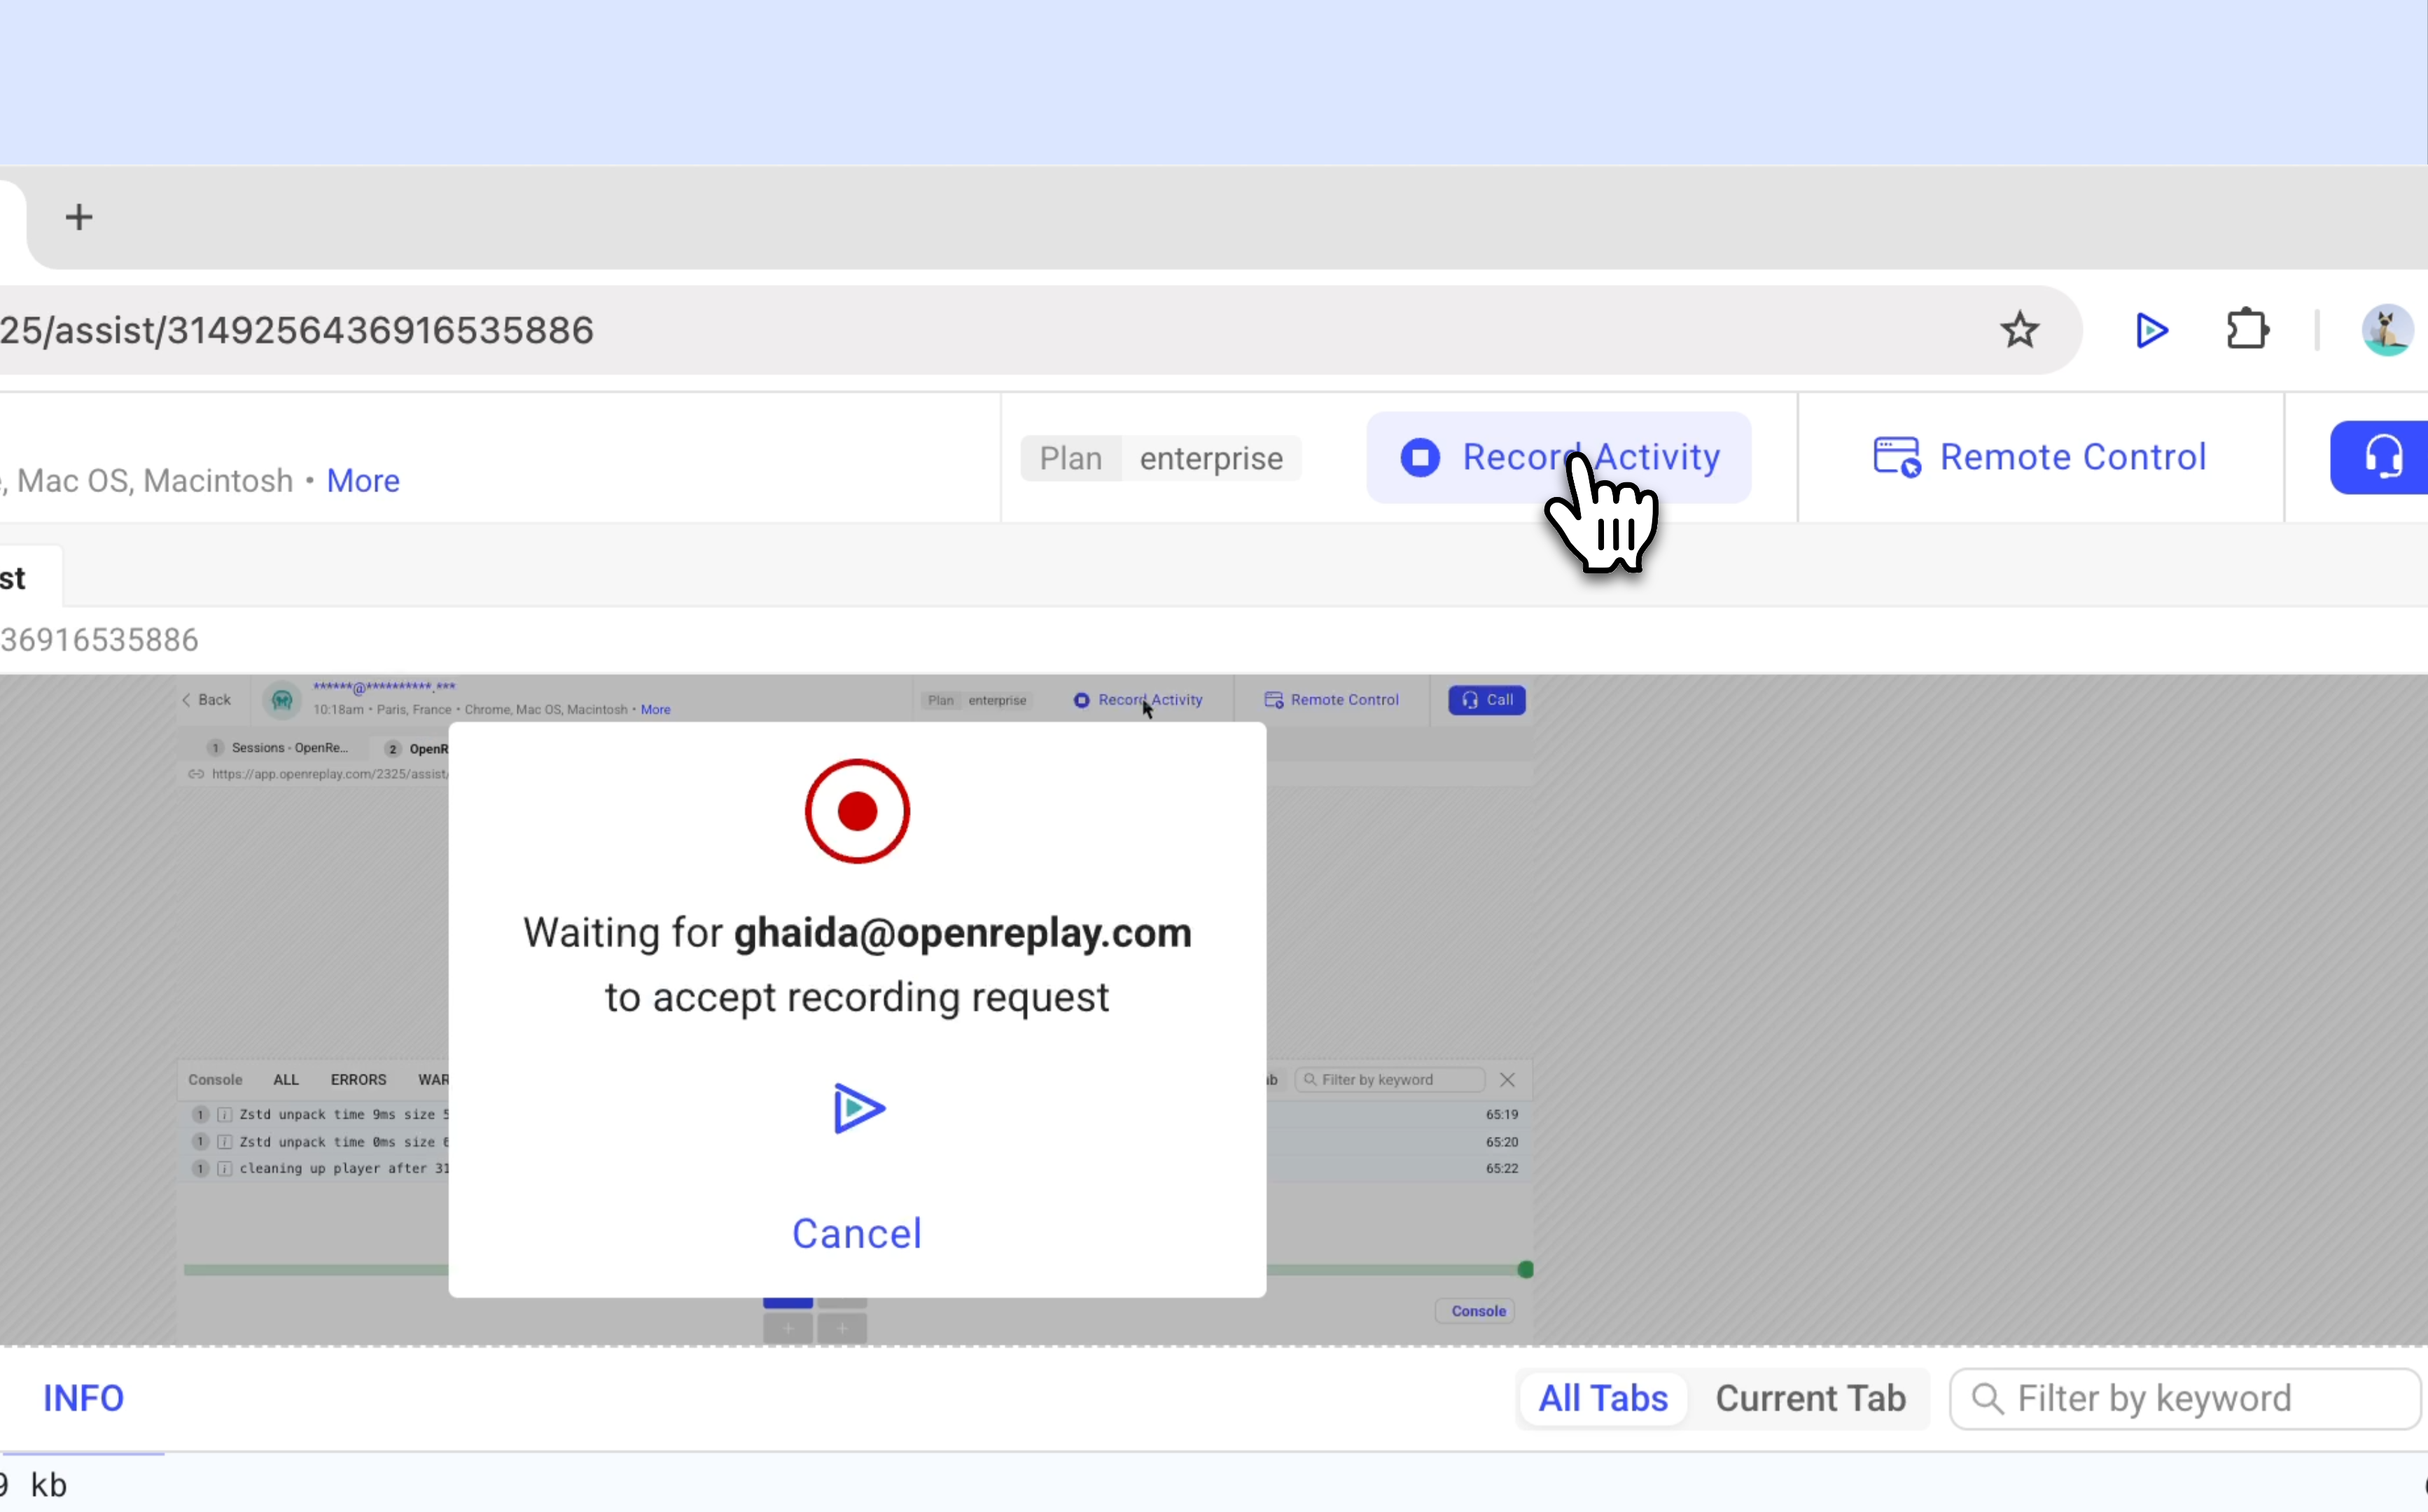 25/assist/3149256436916535886
Plan enterprise
Record Activity
Remote Control
, Mac OS, Macintosh • More
st
36916535886
Back
******@**********.***
10:18am • Paris, France • Chrome, Mac OS, Macintosh • More
Plan enterprise
Record Activity
Remote Control
Call
1 Sessions - OpenRe...
2 OpenR
https://app.openreplay.com/2325/assist/
Waiting for ghaida@openreplay.com
to accept recording request
Cancel
Console ALL ERRORS WAR
ab
Filter by keyword
1 i Zstd unpack time 9ms size 5
65:19
1 i Zstd unpack time 0ms size 6
65:20
1 i cleaning up player after 31
65:22
Console
INFO
All Tabs Current Tab
Filter by keyword
9 kb